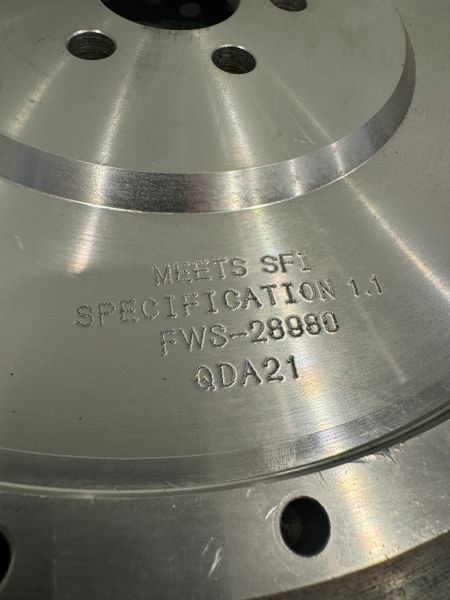 MEETS SFI
SPECIFICATION 1.1
FWS-28980
QDA21